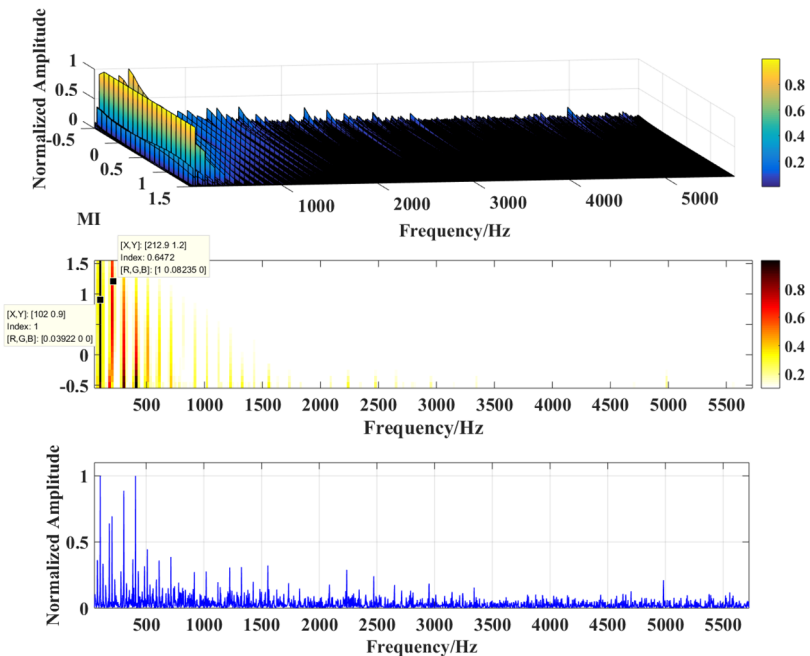 Normalized Amplitude
1
0.5
0
-0.5
0
0.5
1
1.5
MI
1000
2000
3000
4000
5000
Frequency/Hz
0.8
0.6
0.4
0.2
[X,Y]: [212.9 1.2]
Index: 0.6472
[R,G,B]: [1 0.08235 0]
[X,Y]: [102 0.9]
Index: 1
[R,G,B]: [0.03922 0 0]
1.5
1
0
-0.5
500 1000 1500 2000 2500 3000 3500 4000 4500 5000 5500
Frequency/Hz
0.8
0.6
0.4
0.2
Normalized Amplitude
1
0.5
0
500 1000 1500 2000 2500 3000 3500 4000 4500 5000 5500
Frequency/Hz